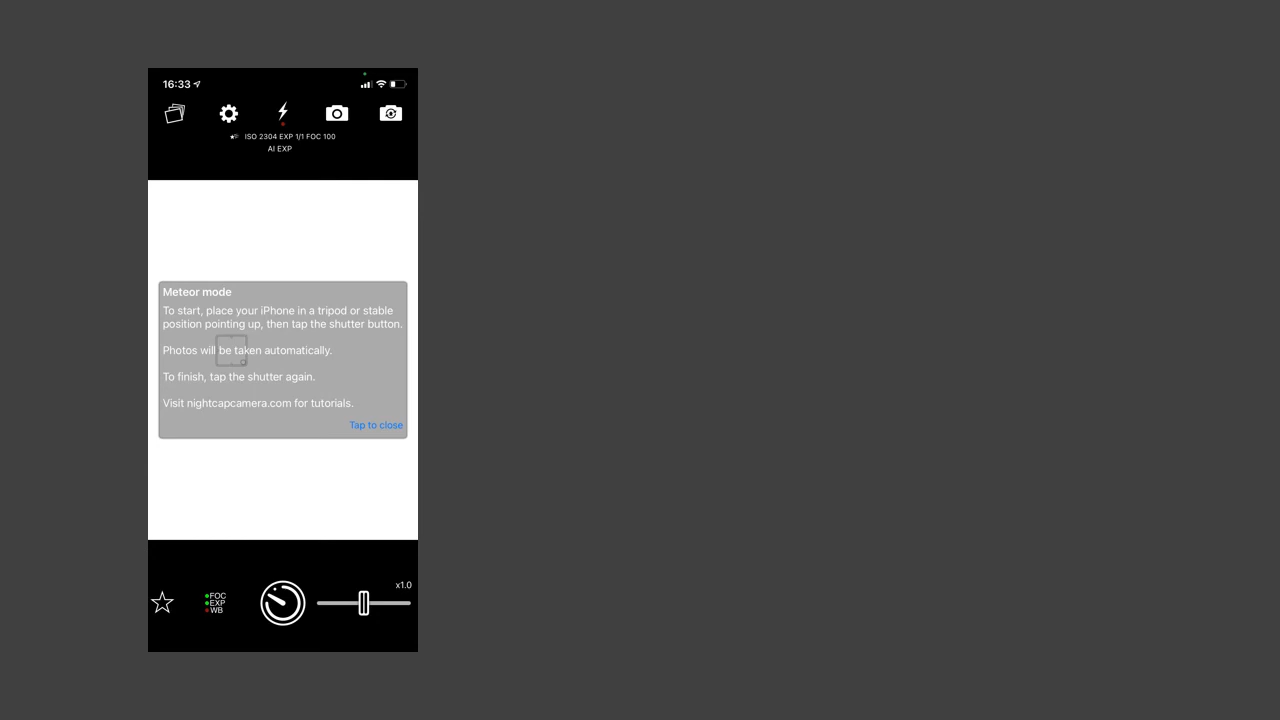 16:33
ISO 2304 EXP 1/1 FOC 100
AI EXP
Meteor mode
To start, place your iPhone in a tripod or stable
position pointing up, then tap the shutter button.
Photos will be taken automatically.
To finish, tap the shutter again.
Visit nightcapcamera.com for tutorials.
Tap to close
x1.0
FOC
EXP
WB